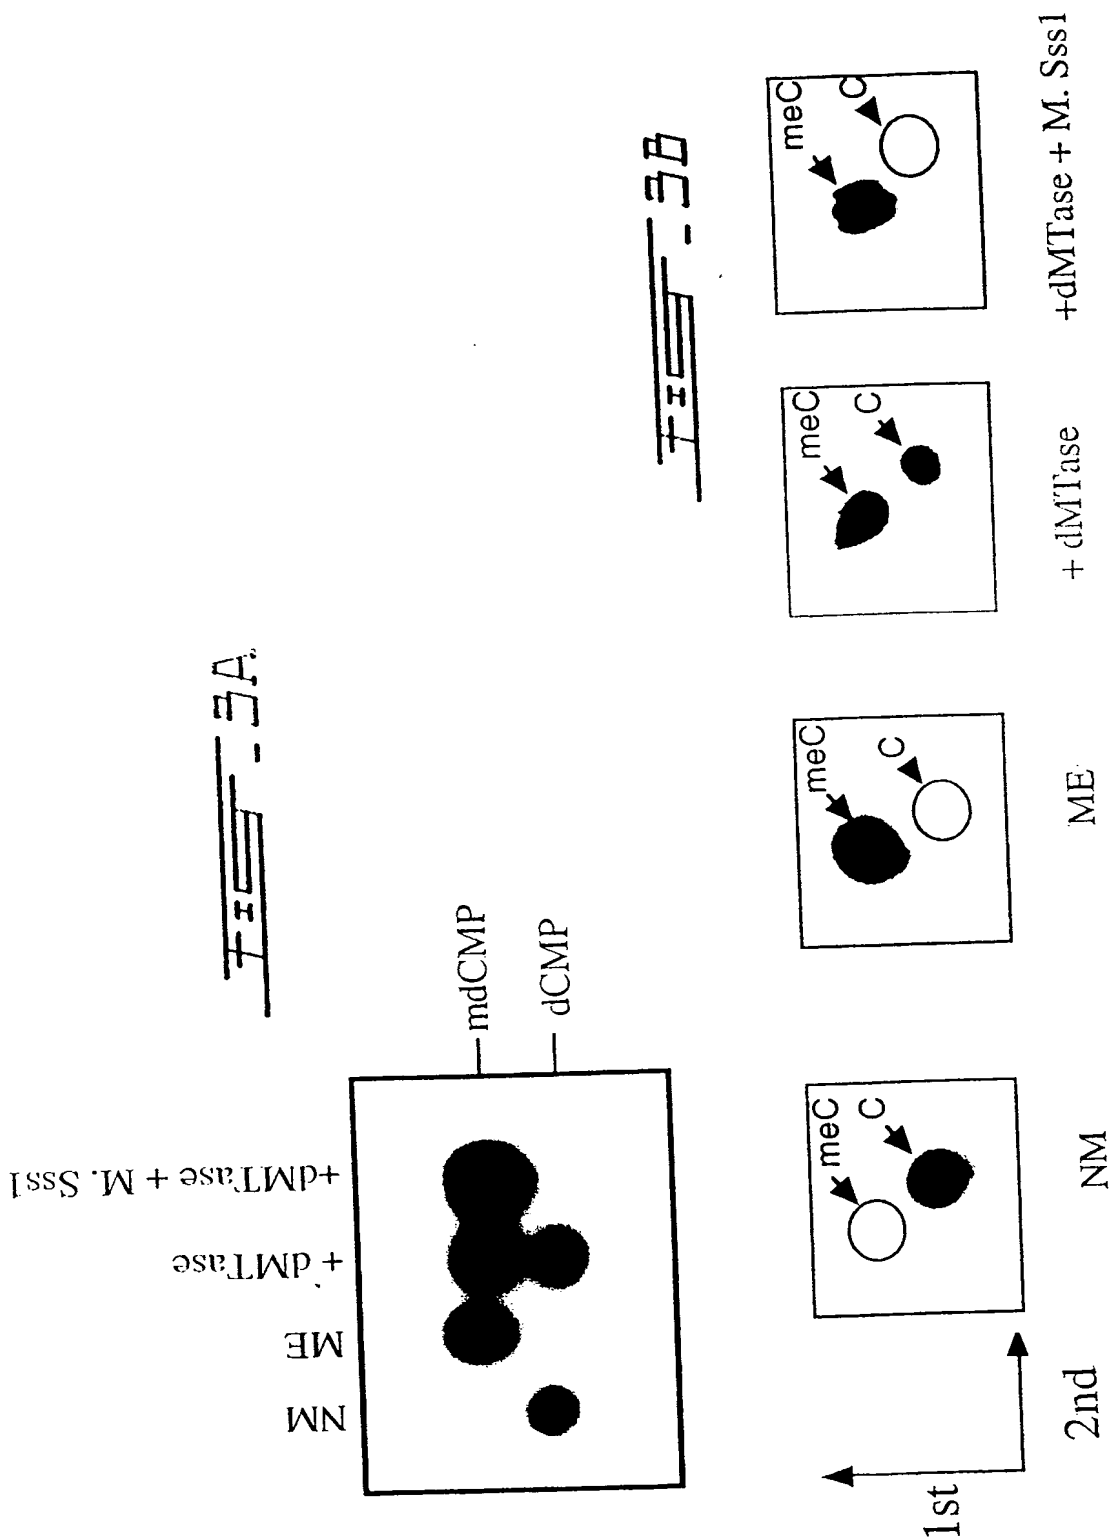 FIG-3A
+dMTase + M. Sss1
+ dMTase
ME
NM
mdCMP
dCMP
FIG-3B
1st
2nd
meC
C
NM
meC
C
ME
meC
C
+ dMTase
meC
C
+dMTase + M. Sss1